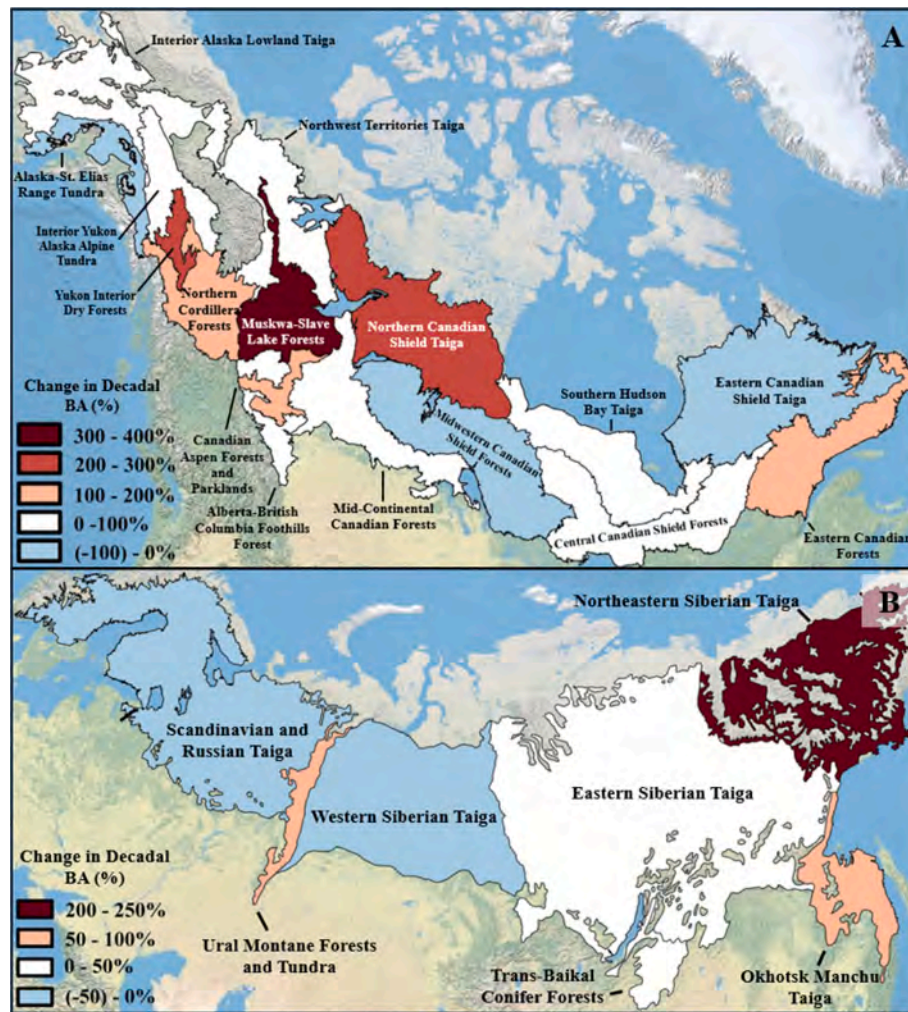 A
Interior Alaska Lowland Taiga
Northwest Territories Taiga
Alaska-St. Elias
Range Tundra
Interior Yukon
Alaska Alpine
Tundra
Yukon Interior
Dry Forests
Northern
Cordillera
Forests
Muskwa-Slave
Lake Forests
Northern Canadian
Shield Taiga
Southern Hudson
Bay Taiga
Eastern Canadian
Shield Taiga
Midwestern Canadian
Shield Forests
Canadian
Aspen Forests
and
Parklands
Alberta-British
Columbia Foothills
Forest
Mid-Continental
Canadian Forests
Central Canadian Shield Forests
Eastern Canadian
Forests
Change in Decadal
BA (%)
300 - 400%
200 - 300%
100 - 200%
0 -100%
(-100) - 0%
B
Northeastern Siberian Taiga
Scandinavian and
Russian Taiga
Western Siberian Taiga
Eastern Siberian Taiga
Ural Montane Forests
and Tundra
Trans-Baikal
Conifer Forests
Okhotsk Manchu
Taiga
Change in Decadal
BA (%)
200 - 250%
50 - 100%
0 - 50%
(-50) - 0%